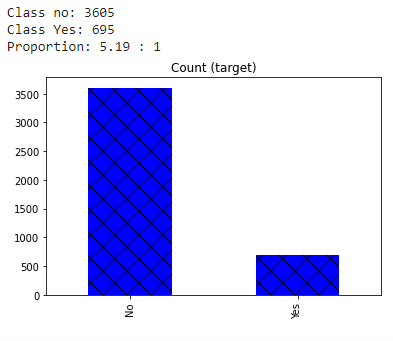 Class no: 3605
Class Yes: 695
Proportion: 5.19 : 1
Count (target)
3500
3000
2500
2000
1500
1000
500
0
No
Yes